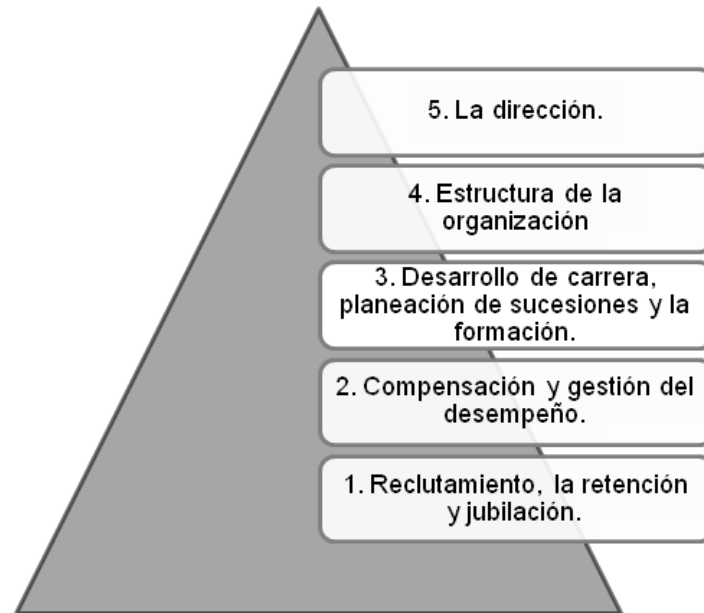 5. La dirección.
4. Estructura de la
organización
3. Desarrollo de carrera,
planeación de sucesiones y la
formación.
2. Compensación y gestión del
desempeño.
1. Reclutamiento, la retención
y jubilación.